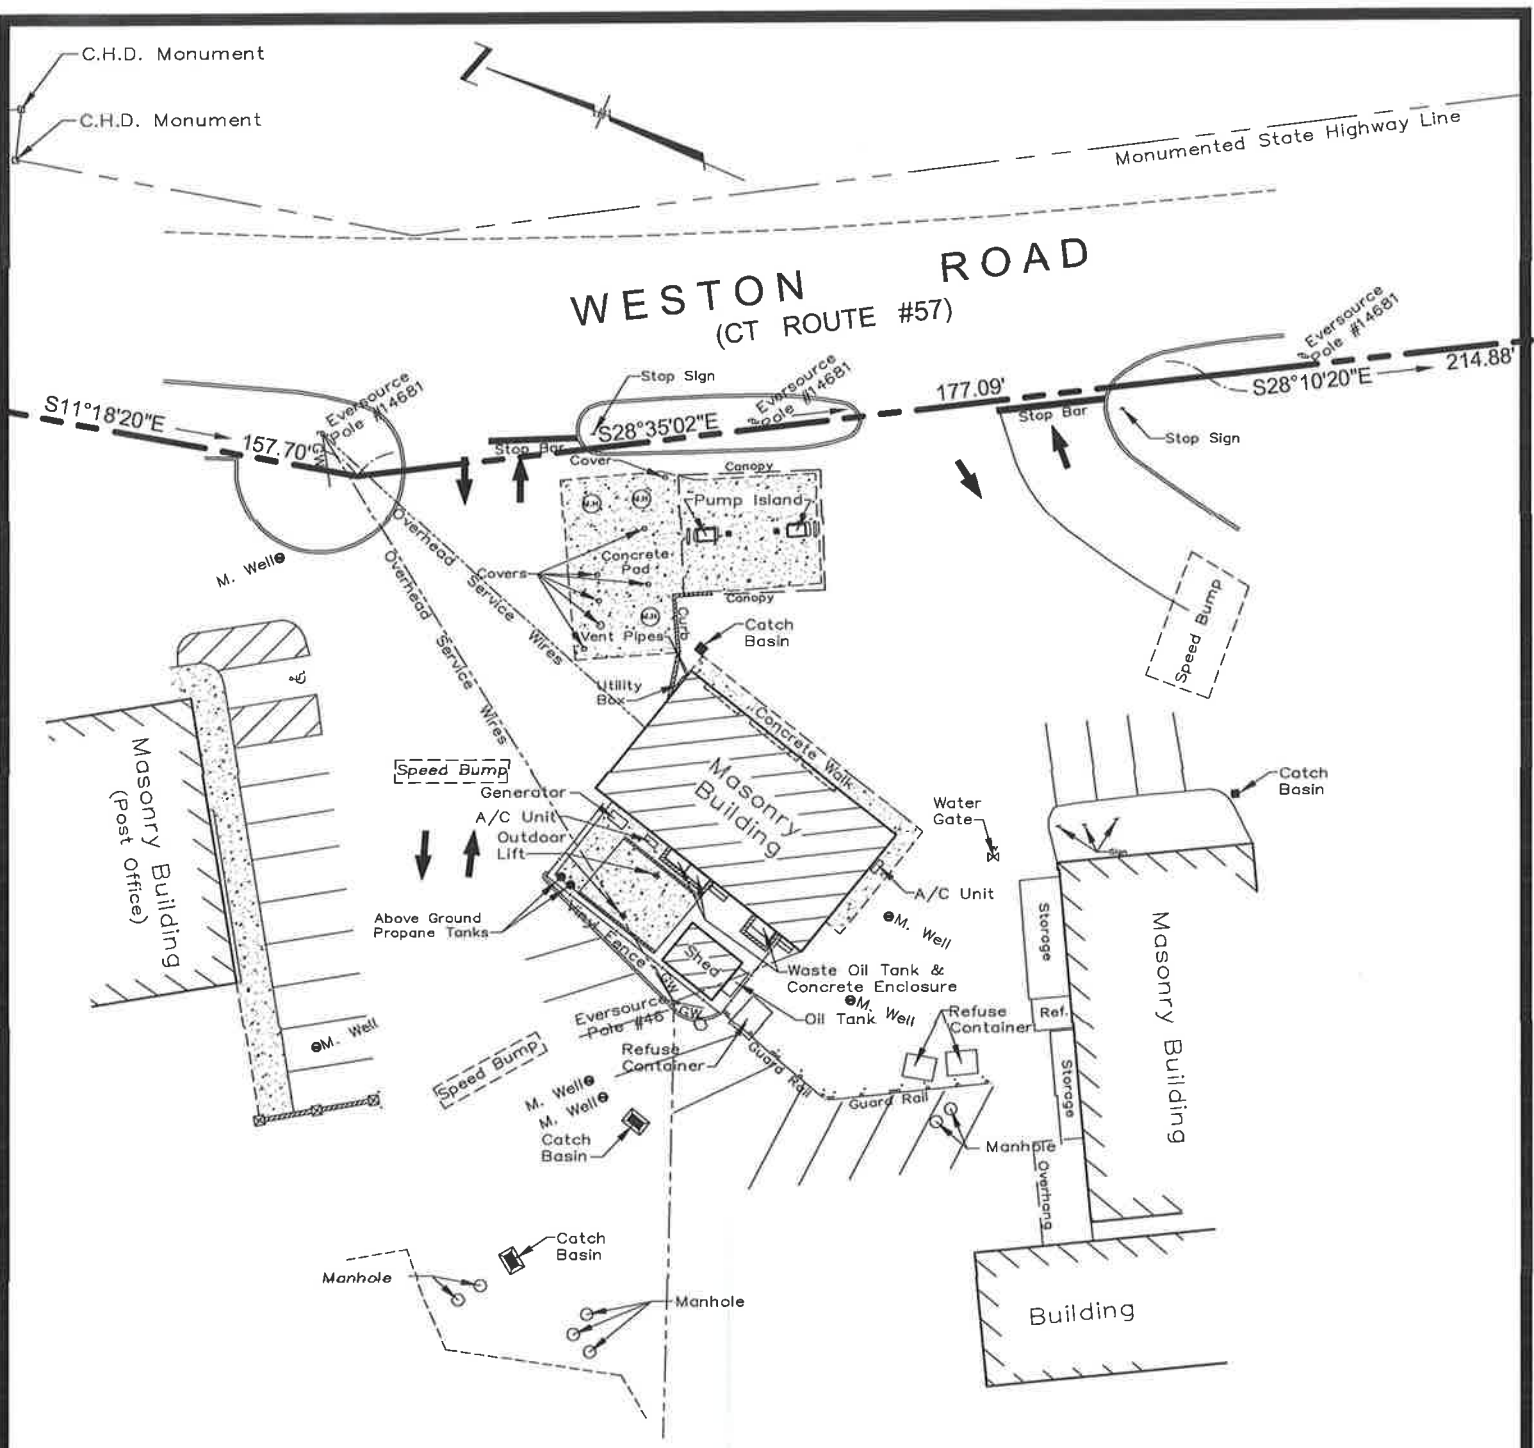 C.H.D. Monument
C.H.D. Monument
Monumented State Highway Line
WESTON ROAD
(CT ROUTE #57)
Eversource
Pole #14681
S28°10'20"E
214.88'
177.09'
Stop Bar
Stop Sign
Stop Sign
Eversource
Pole #14681
S28°35'02"E
Stop Bar
Eversource
Pole #14681
S11°18'20"E
157.70'
GW
Cover
Canopy
M.H
M.H
Pump Island
Concrete
Pad
Covers
M.H
Canopy
Vent Pipes
Curb
Catch
Basin
Utility
Box
Overhead Service Wires
Overhead Service Wires
M. Well
Speed Bump
Masonry Building
(Post Office)
Speed Bump
Generator
A/C Unit
Outdoor
Lift
Above Ground
Propane Tanks
Vinyl Fence
Masonry
Building
Concrete Walk
Water
Gate
Catch
Basin
A/C Unit
M. Well
Shed
Waste Oil Tank &
Concrete Enclosure
M. Well
Oil Tank
GW
GW
Eversource
Pole #46
Refuse
Container
Refuse
Container
Guard Rail
Guard Rail
Storage
Ref.
Storage
Overhang
Masonry Building
M. Well
Speed Bump
M. Well
M. Well
Catch
Basin
Manhole
Catch
Basin
Manhole
Manhole
Building